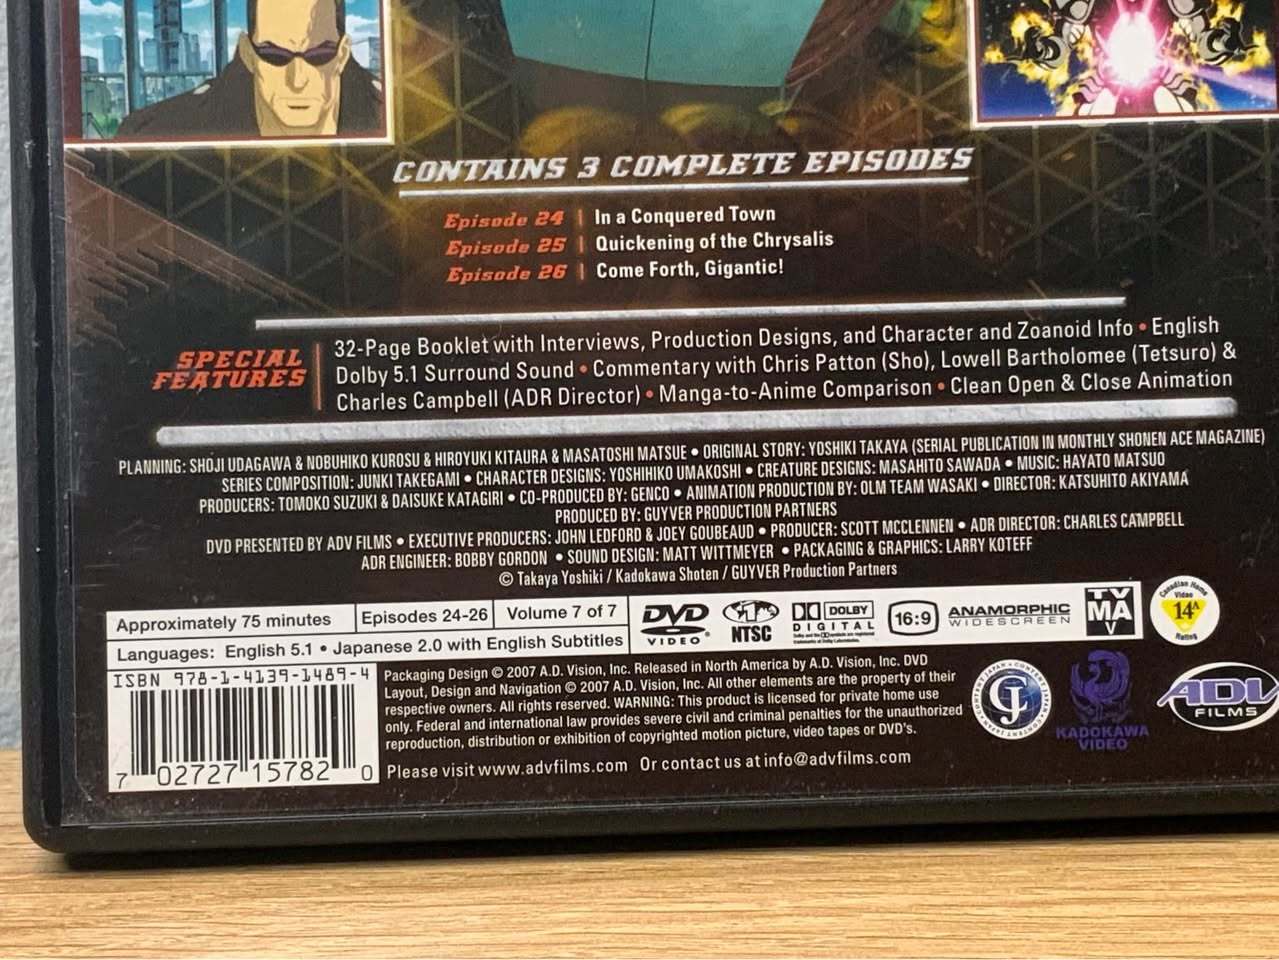 CONTAINS 3 COMPLETE EPISODES
Episode 24 | In a Conquered Town
Episode 25 | Quickening of the Chrysalis
Episode 26 | Come Forth, Gigantic!
SPECIAL FEATURES
32-Page Booklet with Interviews, Production Designs, and Character and Zoanoid Info • English
Dolby 5.1 Surround Sound • Commentary with Chris Patton (Sho), Lowell Bartholomee (Tetsuro) &
Charles Campbell (ADR Director) • Manga-to-Anime Comparison • Clean Open & Close Animation
PLANNING: SHOJI UDAGAWA & NOBUHIKO KUROSU & HIROYUKI KITAURA & MASATOSHI MATSUE • ORIGINAL STORY: YOSHIKI TAKAYA (SERIAL PUBLICATION IN MONTHLY SHONEN ACE MAGAZINE)
SERIES COMPOSITION: JUNKI TAKEGAMI • CHARACTER DESIGNS: YOSHIHIKO UMAKOSHI • CREATURE DESIGNS: MASAHITO SAWADA • MUSIC: HAYATO MATSUO
PRODUCERS: TOMOKO SUZUKI & DAISUKE KATAGIRI • CO-PRODUCED BY: GENCO • ANIMATION PRODUCTION BY: OLM TEAM WASAKI • DIRECTOR: KATSUHITO AKIYAMA
PRODUCED BY: GUYVER PRODUCTION PARTNERS
DVD PRESENTED BY ADV FILMS • EXECUTIVE PRODUCERS: JOHN LEDFORD & JOEY GOUBEAUD • PRODUCER: SCOTT MCCLENNEN • ADR DIRECTOR: CHARLES CAMPBELL
ADR ENGINEER: BOBBY GORDON • SOUND DESIGN: MATT WITTMEYER • PACKAGING & GRAPHICS: LARRY KOTEFF
© Takaya Yoshiki / Kadokawa Shoten / GUYVER Production Partners
Approximately 75 minutes | Episodes 24-26 | Volume 7 of 7
Languages: English 5.1 • Japanese 2.0 with English Subtitles
DVD VIDEO
NTSC
DOLBY DIGITAL
16:9
ANAMORPHIC WIDESCREEN
TV MA V
Canadian Home Video 14A Rating
ISBN 978-1-4139-1489-4
7 02727 15782 0
Packaging Design © 2007 A.D. Vision, Inc. Released in North America by A.D. Vision, Inc. DVD
Layout, Design and Navigation © 2007 A.D. Vision, Inc. All other elements are the property of their
respective owners. All rights reserved. WARNING: This product is licensed for private home use
only. Federal and international law provides severe civil and criminal penalties for the unauthorized
reproduction, distribution or exhibition of copyrighted motion picture, video tapes or DVD's.
Please visit www.advfilms.com Or contact us at info@advfilms.com
CONTENT JAPAN
CJ
KADOKAWA VIDEO
ADV FILMS